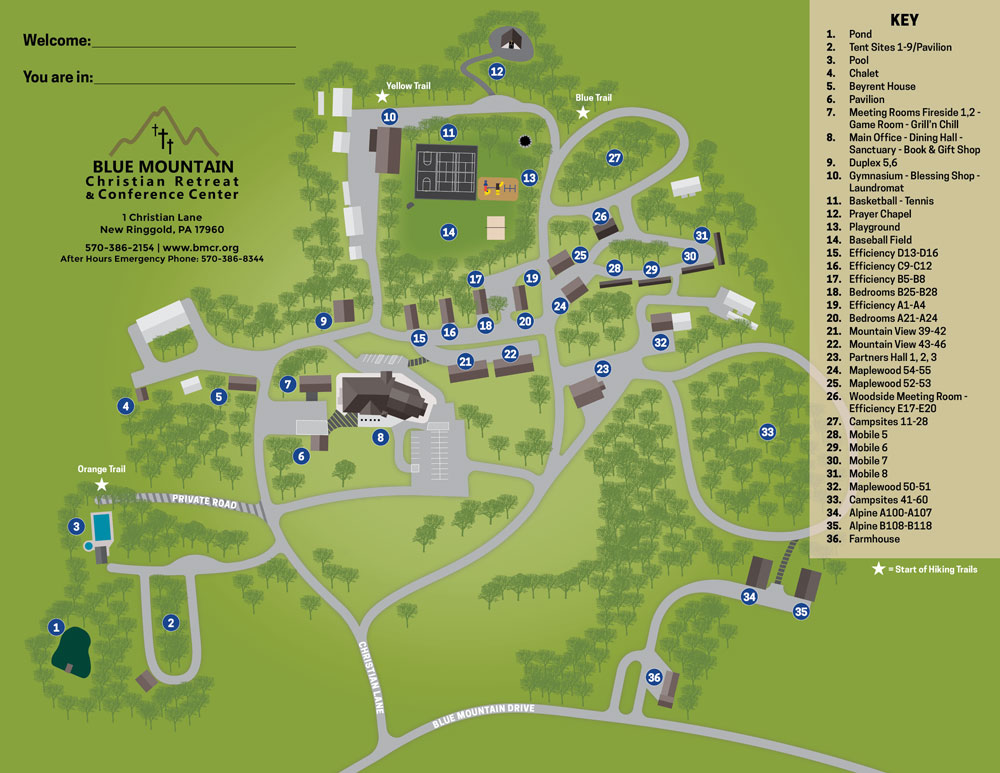 Welcome:
You are in:
BLUE MOUNTAIN
Christian Retreat
& Conference Center
1 Christian Lane
New Ringgold, PA 17960
570-386-2154 | www.bmcr.org
After Hours Emergency Phone: 570-386-8344
Yellow Trail
Blue Trail
Orange Trail
PRIVATE ROAD
CHRISTIAN LANE
BLUE MOUNTAIN DRIVE
12
10
11
27
13
26
14
31
25
30
28
29
17
19
24
9
18
20
16
15
32
22
21
23
7
5
4
8
33
6
3
34
35
1
2
36
KEY
1. Pond
2. Tent Sites 1-9/Pavilion
3. Pool
4. Chalet
5. Beyrent House
6. Pavilion
7. Meeting Rooms Fireside 1,2 -
Game Room - Grill'n Chill
8. Main Office - Dining Hall -
Sanctuary - Book & Gift Shop
9. Duplex 5,6
10. Gymnasium - Blessing Shop -
Laundromat
11. Basketball - Tennis
12. Prayer Chapel
13. Playground
14. Baseball Field
15. Efficiency D13-D16
16. Efficiency C9-C12
17. Efficiency B5-B8
18. Bedrooms B25-B28
19. Efficiency A1-A4
20. Bedrooms A21-A24
21. Mountain View 39-42
22. Mountain View 43-46
23. Partners Hall 1, 2, 3
24. Maplewood 54-55
25. Maplewood 52-53
26. Woodside Meeting Room -
Efficiency E17-E20
27. Campsites 11-28
28. Mobile 5
29. Mobile 6
30. Mobile 7
31. Mobile 8
32. Maplewood 50-51
33. Campsites 41-60
34. Alpine A100-A107
35. Alpine B108-B118
36. Farmhouse
= Start of Hiking Trails